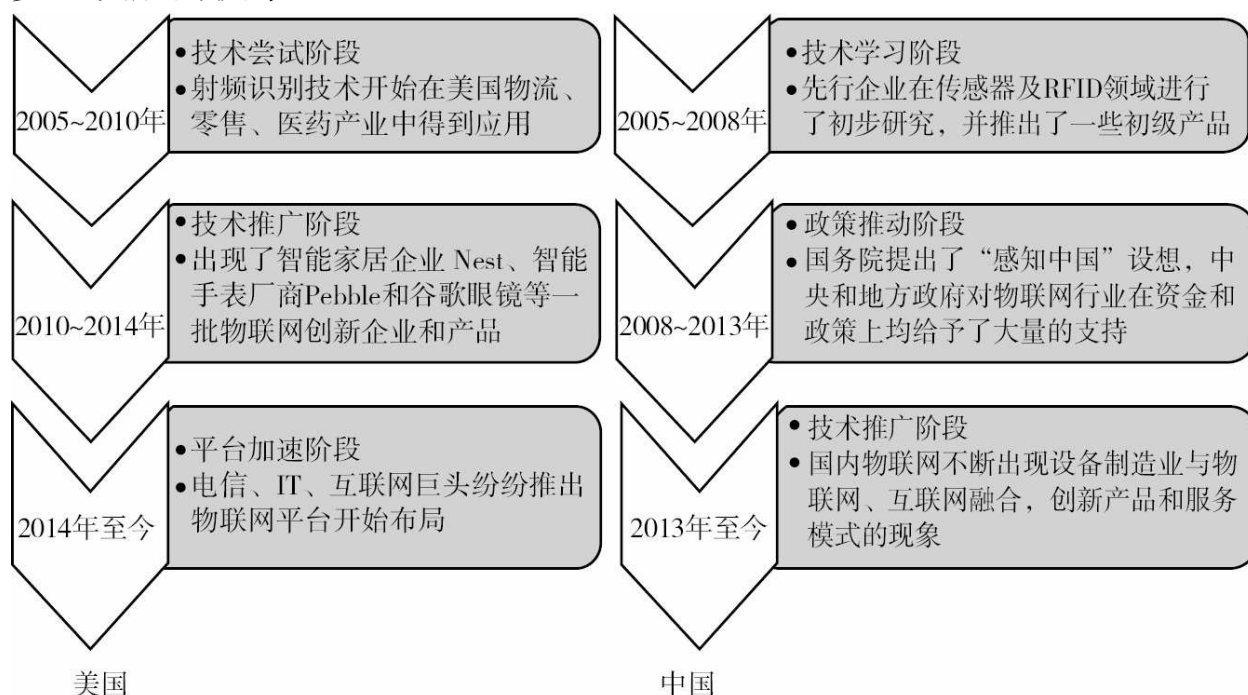 2005~2010年
•技术尝试阶段
•射频识别技术开始在美国物流、
零售、医药产业中得到应用
2010~2014年
•技术推广阶段
•出现了智能家居企业 Nest、智能
手表厂商Pebble和谷歌眼镜等一
批物联网创新企业和产品
2014年至今
•平台加速阶段
•电信、IT、互联网巨头纷纷推出
物联网平台开始布局
美国
2005~2008年
•技术学习阶段
•先行企业在传感器及RFID领域进行
了初步研究，并推出了一些初级产品
2008~2013年
•政策推动阶段
•国务院提出了“感知中国”设想，中
央和地方政府对物联网行业在资金和
政策上均给予了大量的支持
2013年至今
•技术推广阶段
•国内物联网不断出现设备制造业与物
联网、互联网融合，创新产品和服务
模式的现象
中国